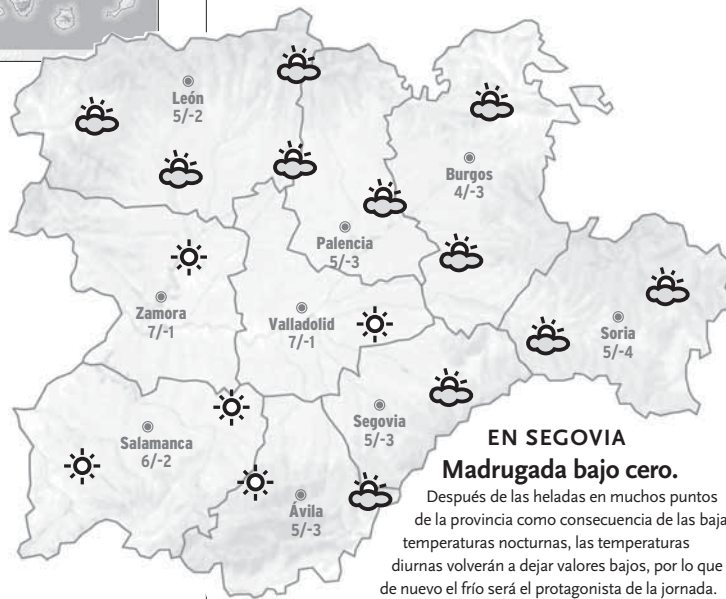 León
5/-2
Burgos
4/-3
Palencia
5/-3
Zamora
7/-1
Valladolid
7/-1
Soria
5/-4
Segovia
5/-3
Salamanca
6/-2
Ávila
5/-3
EN SEGOVIA
Madrugada bajo cero.
Después de las heladas en muchos puntos
de la provincia como consecuencia de las baja
temperaturas nocturnas, las temperaturas
diurnas volverán a dejar valores bajos, por lo que
de nuevo el frío será el protagonista de la jornada.